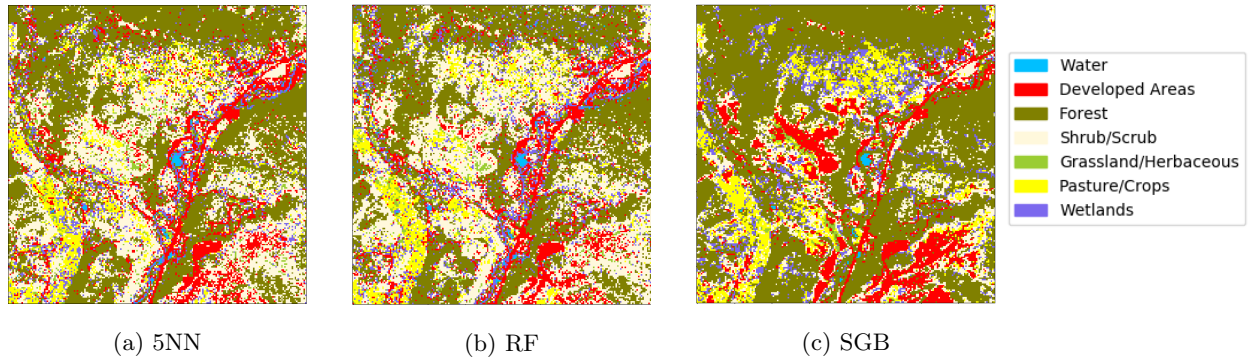 Water
Developed Areas
Forest
Shrub/Scrub
Grassland/Herbaceous
Pasture/Crops
Wetlands
(a) 5NN
(b) RF
(c) SGB